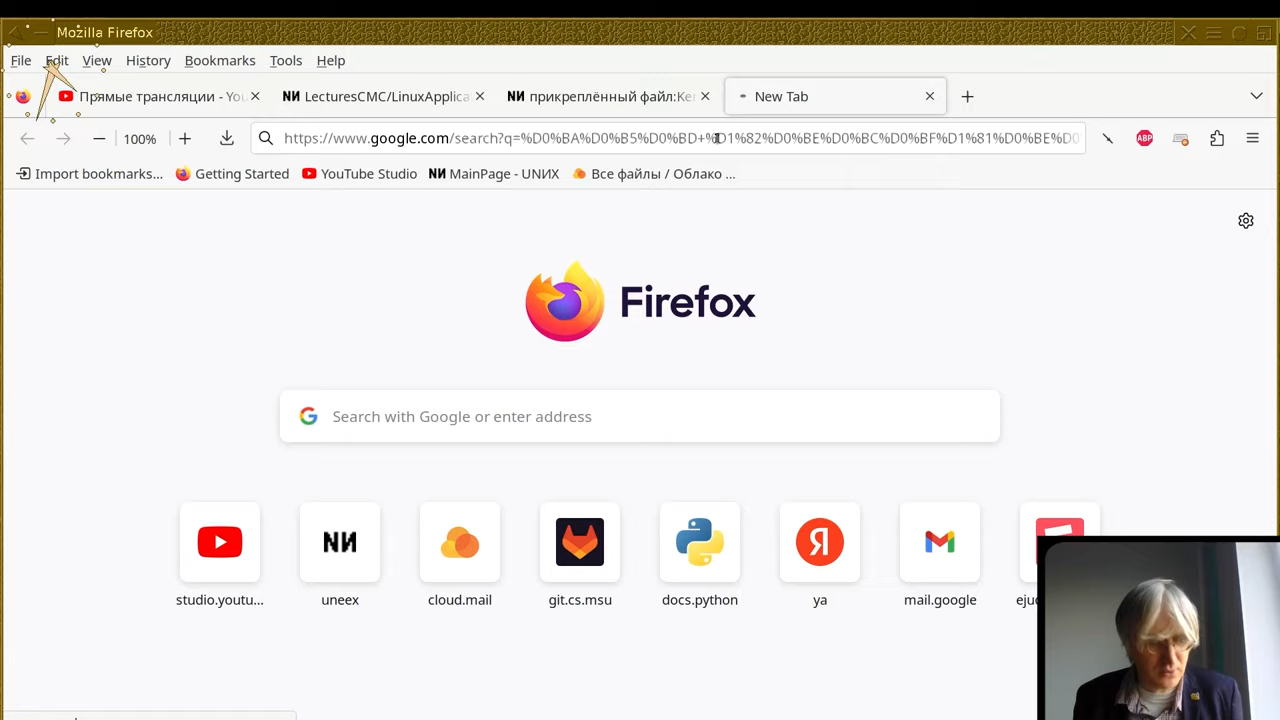 Mozilla Firefox
File Edit View History Bookmarks Tools Help
Прямые трансляции - You LecturesCMC/LinuxApplica прикреплённый файл:Ke New Tab
100% https://www.google.com/search?q=%D0%BA%D0%B5%D0%BD+%D1%82%D0%BE%D0%BC%D0%BF%D1%81%D0%BE%D0 ABP
Import bookmarks... Getting Started YouTube Studio MainPage - UNИX Все файлы / Облако ...
Firefox
Search with Google or enter address
studio.youtu... uneex cloud.mail git.cs.msu docs.python ya mail.google